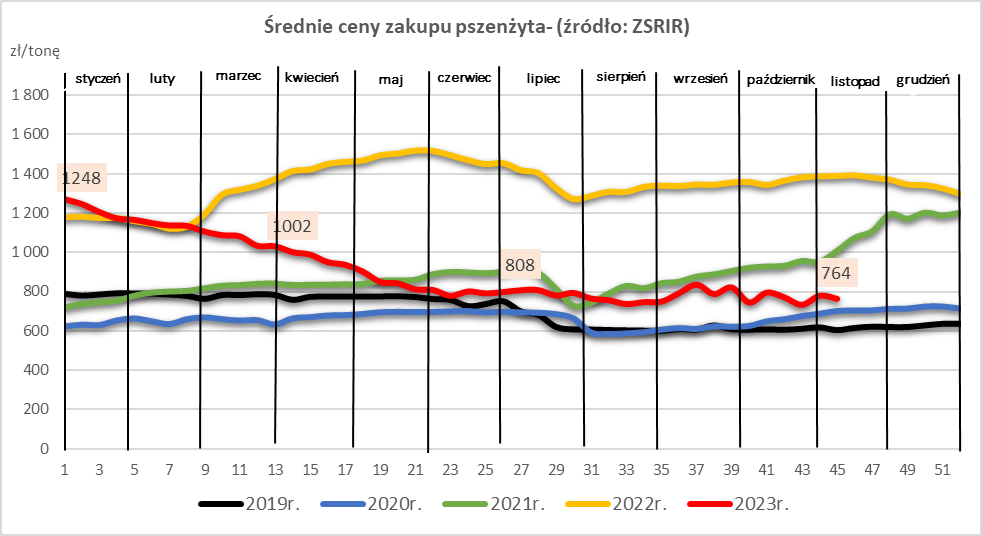 Średnie ceny zakupu pszenżyta- (źródło: ZSRIR)
zł/tonę
styczeń luty marzec kwiecień maj czerwiec lipiec sierpień wrzesień październik listopad grudzień
1 800
1 600
1 400
1 200
1 000
800
600
400
200
0
1248
1002
808
764
1 3 5 7 9 11 13 15 17 19 21 23 25 27 29 31 33 35 37 39 41 43 45 47 49 51
2019r. 2020r. 2021r. 2022r. 2023r.